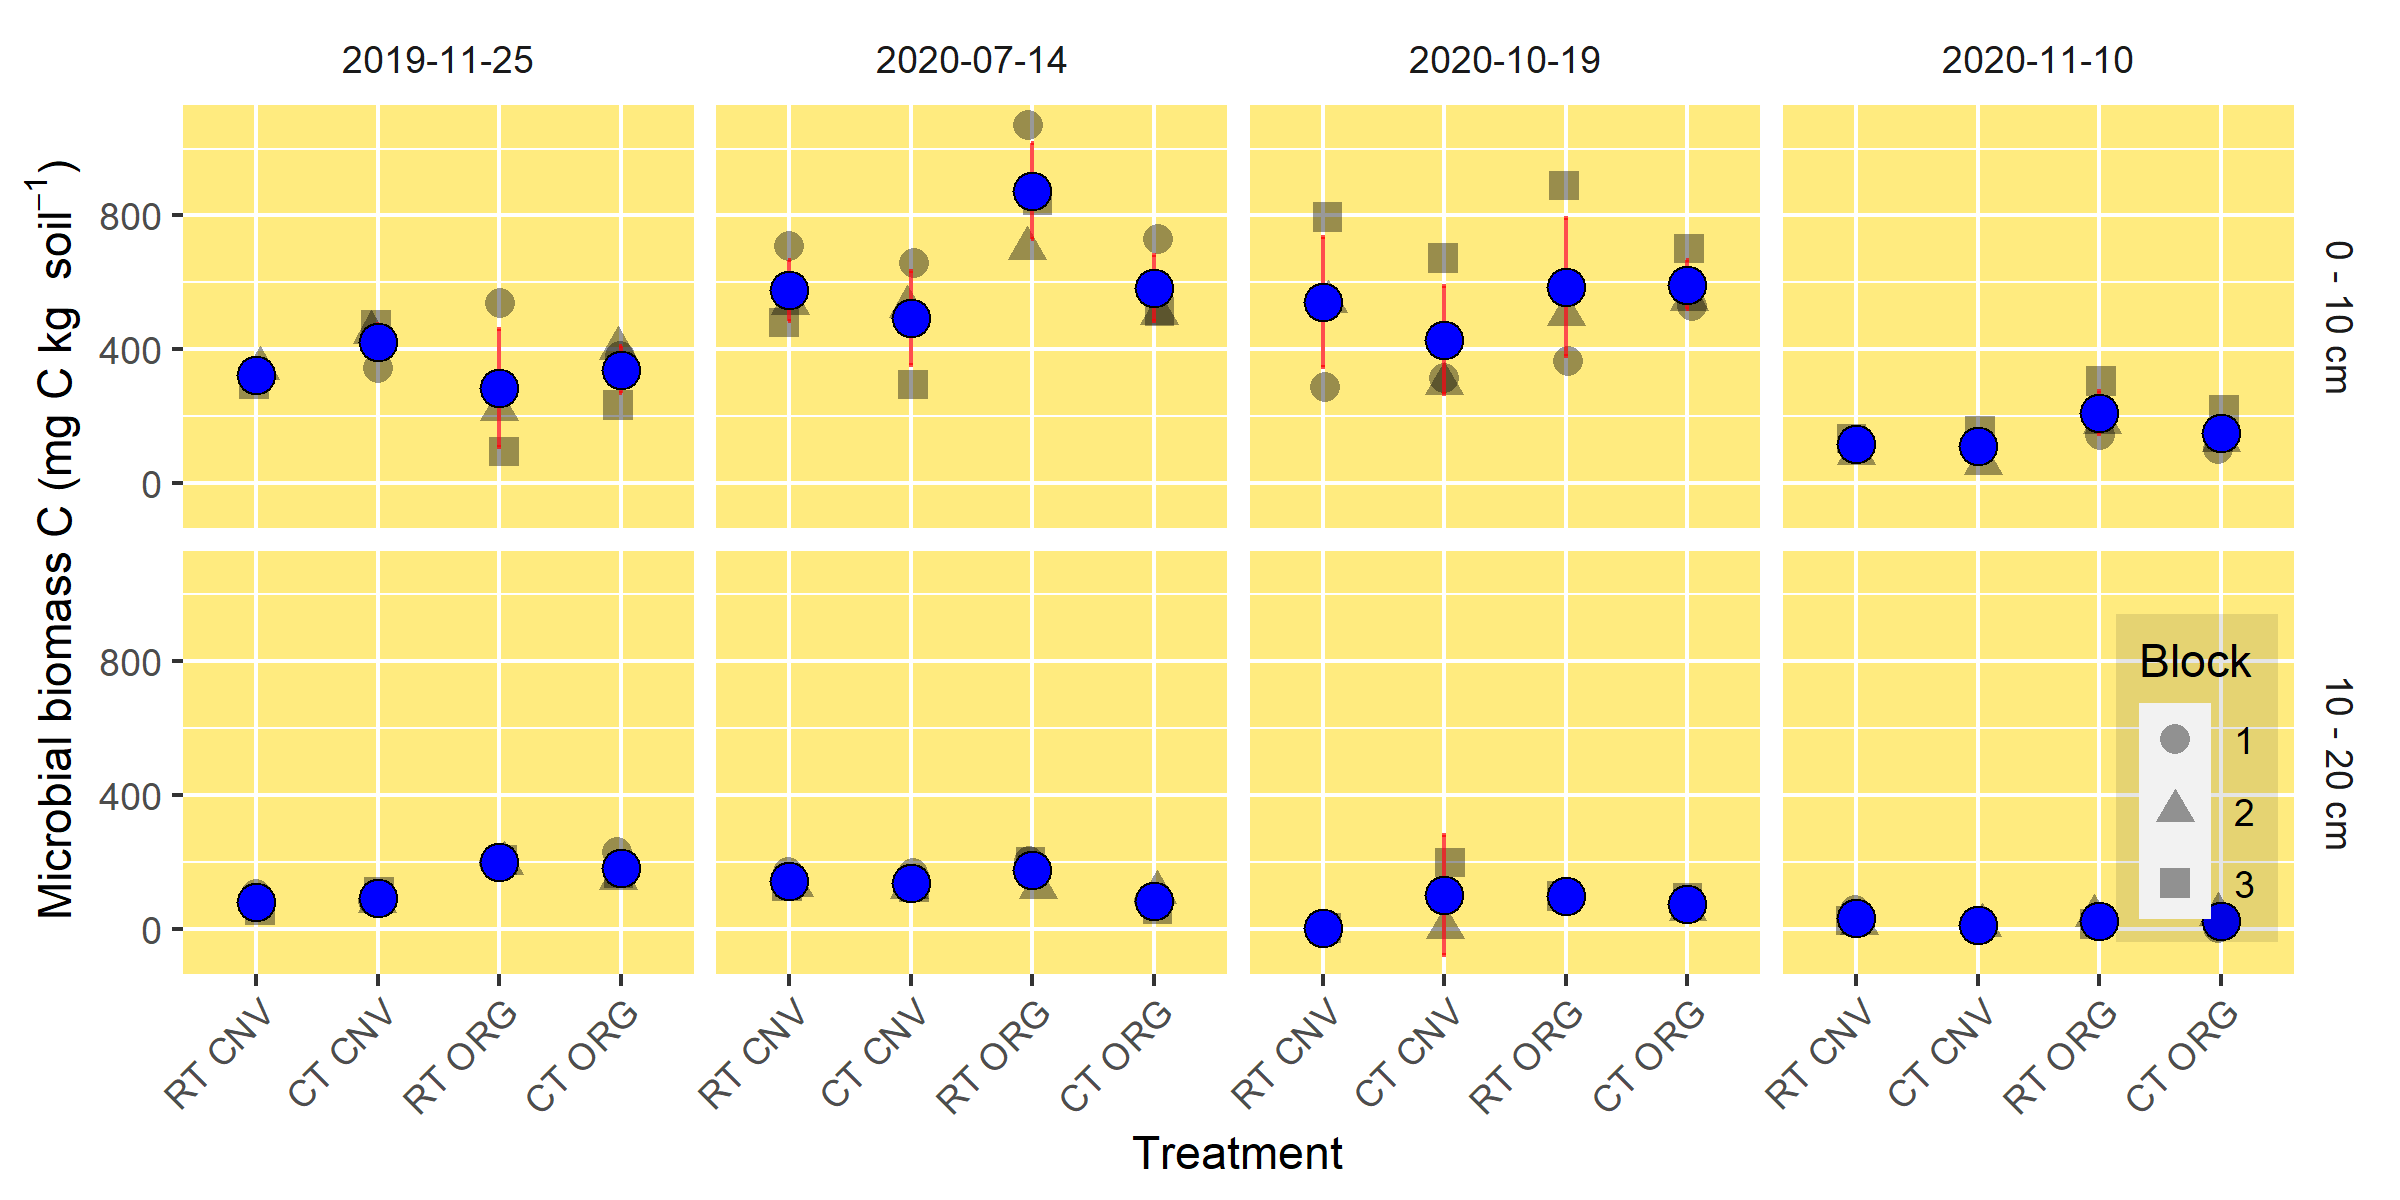 2019-11-25 2020-07-14 2020-10-19 2020-11-10
Microbial biomass C (mg C kg soil⁻¹)
800
400
0
0 - 10 cm
800
400
0
10 - 20 cm
Block
1
2
3
RT CNV CT CNV RT ORG CT ORG RT CNV CT CNV RT ORG CT ORG RT CNV CT CNV RT ORG CT ORG RT CNV CT CNV RT ORG CT ORG
Treatment